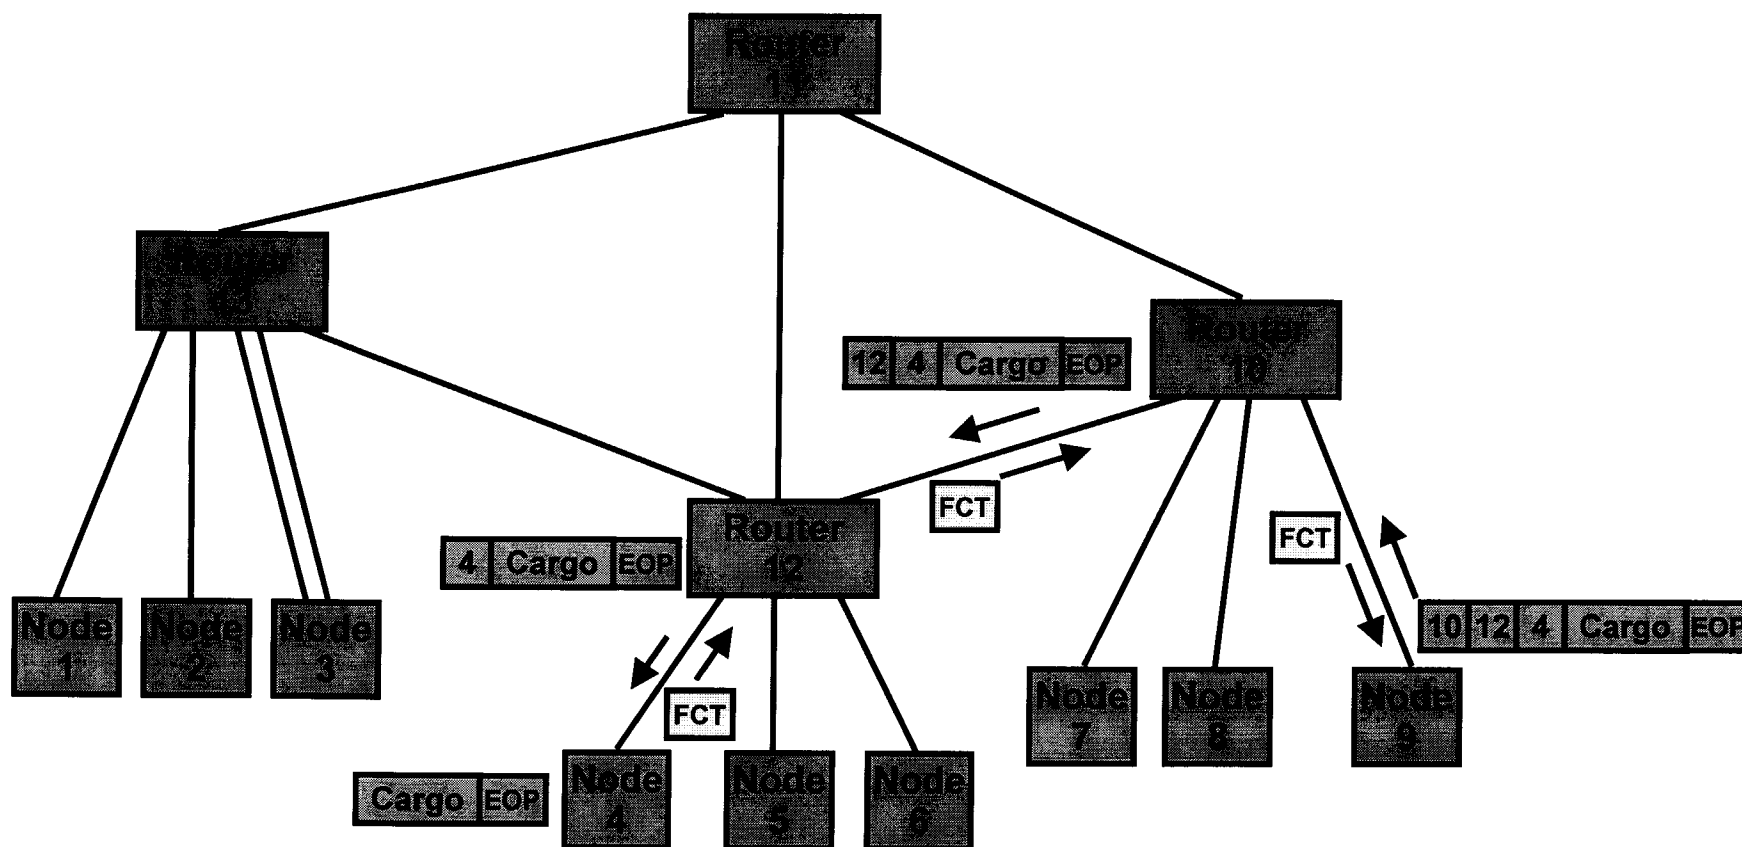 Router
11
Router
Router
10
12 4 Cargo EOP
FCT
Router
12
4 Cargo EOP
FCT
10 12 4 Cargo EOP
Node
1
Node
2
Node
3
FCT
Node
7
Node
8
Node
9
Cargo EOP
Node
4
Node
5
Node
6